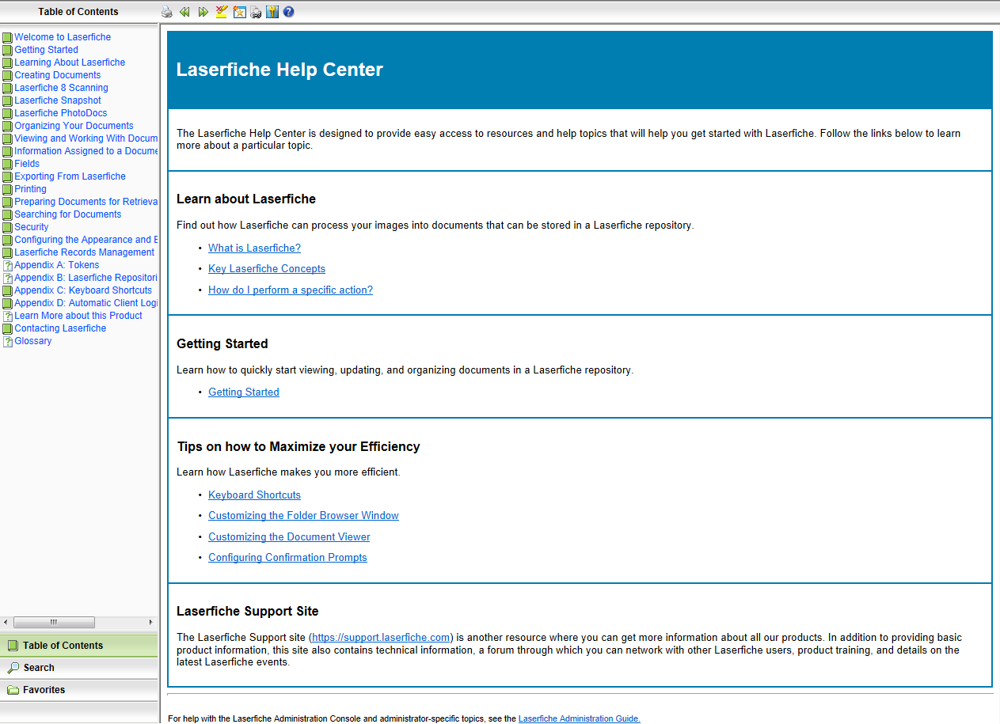 Table of Contents
Welcome to Laserfiche
Getting Started
Learning About Laserfiche
Creating Documents
Laserfiche 8 Scanning
Laserfiche Snapshot
Laserfiche PhotoDocs
Organizing Your Documents
Viewing and Working With Docum
Information Assigned to a Docume
Fields
Exporting From Laserfiche
Printing
Preparing Documents for Retrieva
Searching for Documents
Security
Configuring the Appearance and B
Laserfiche Records Management
Appendix A: Tokens
Appendix B: Laserfiche Repositori
Appendix C: Keyboard Shortcuts
Appendix D: Automatic Client Logi
Learn More about this Product
Contacting Laserfiche
Glossary
Table of Contents
Search
Favorites
Laserfiche Help Center
The Laserfiche Help Center is designed to provide easy access to resources and help topics that will help you get started with Laserfiche. Follow the links below to learn
more about a particular topic.
Learn about Laserfiche
Find out how Laserfiche can process your images into documents that can be stored in a Laserfiche repository.
• What is Laserfiche?
• Key Laserfiche Concepts
• How do I perform a specific action?
Getting Started
Learn how to quickly start viewing, updating, and organizing documents in a Laserfiche repository.
• Getting Started
Tips on how to Maximize your Efficiency
Learn how Laserfiche makes you more efficient.
• Keyboard Shortcuts
• Customizing the Folder Browser Window
• Customizing the Document Viewer
• Configuring Confirmation Prompts
Laserfiche Support Site
The Laserfiche Support site (https://support.laserfiche.com) is another resource where you can get more information about all our products. In addition to providing basic
product information, this site also contains technical information, a forum through which you can network with other Laserfiche users, product training, and details on the
latest Laserfiche events.
For help with the Laserfiche Administration Console and administrator-specific topics, see the Laserfiche Administration Guide.